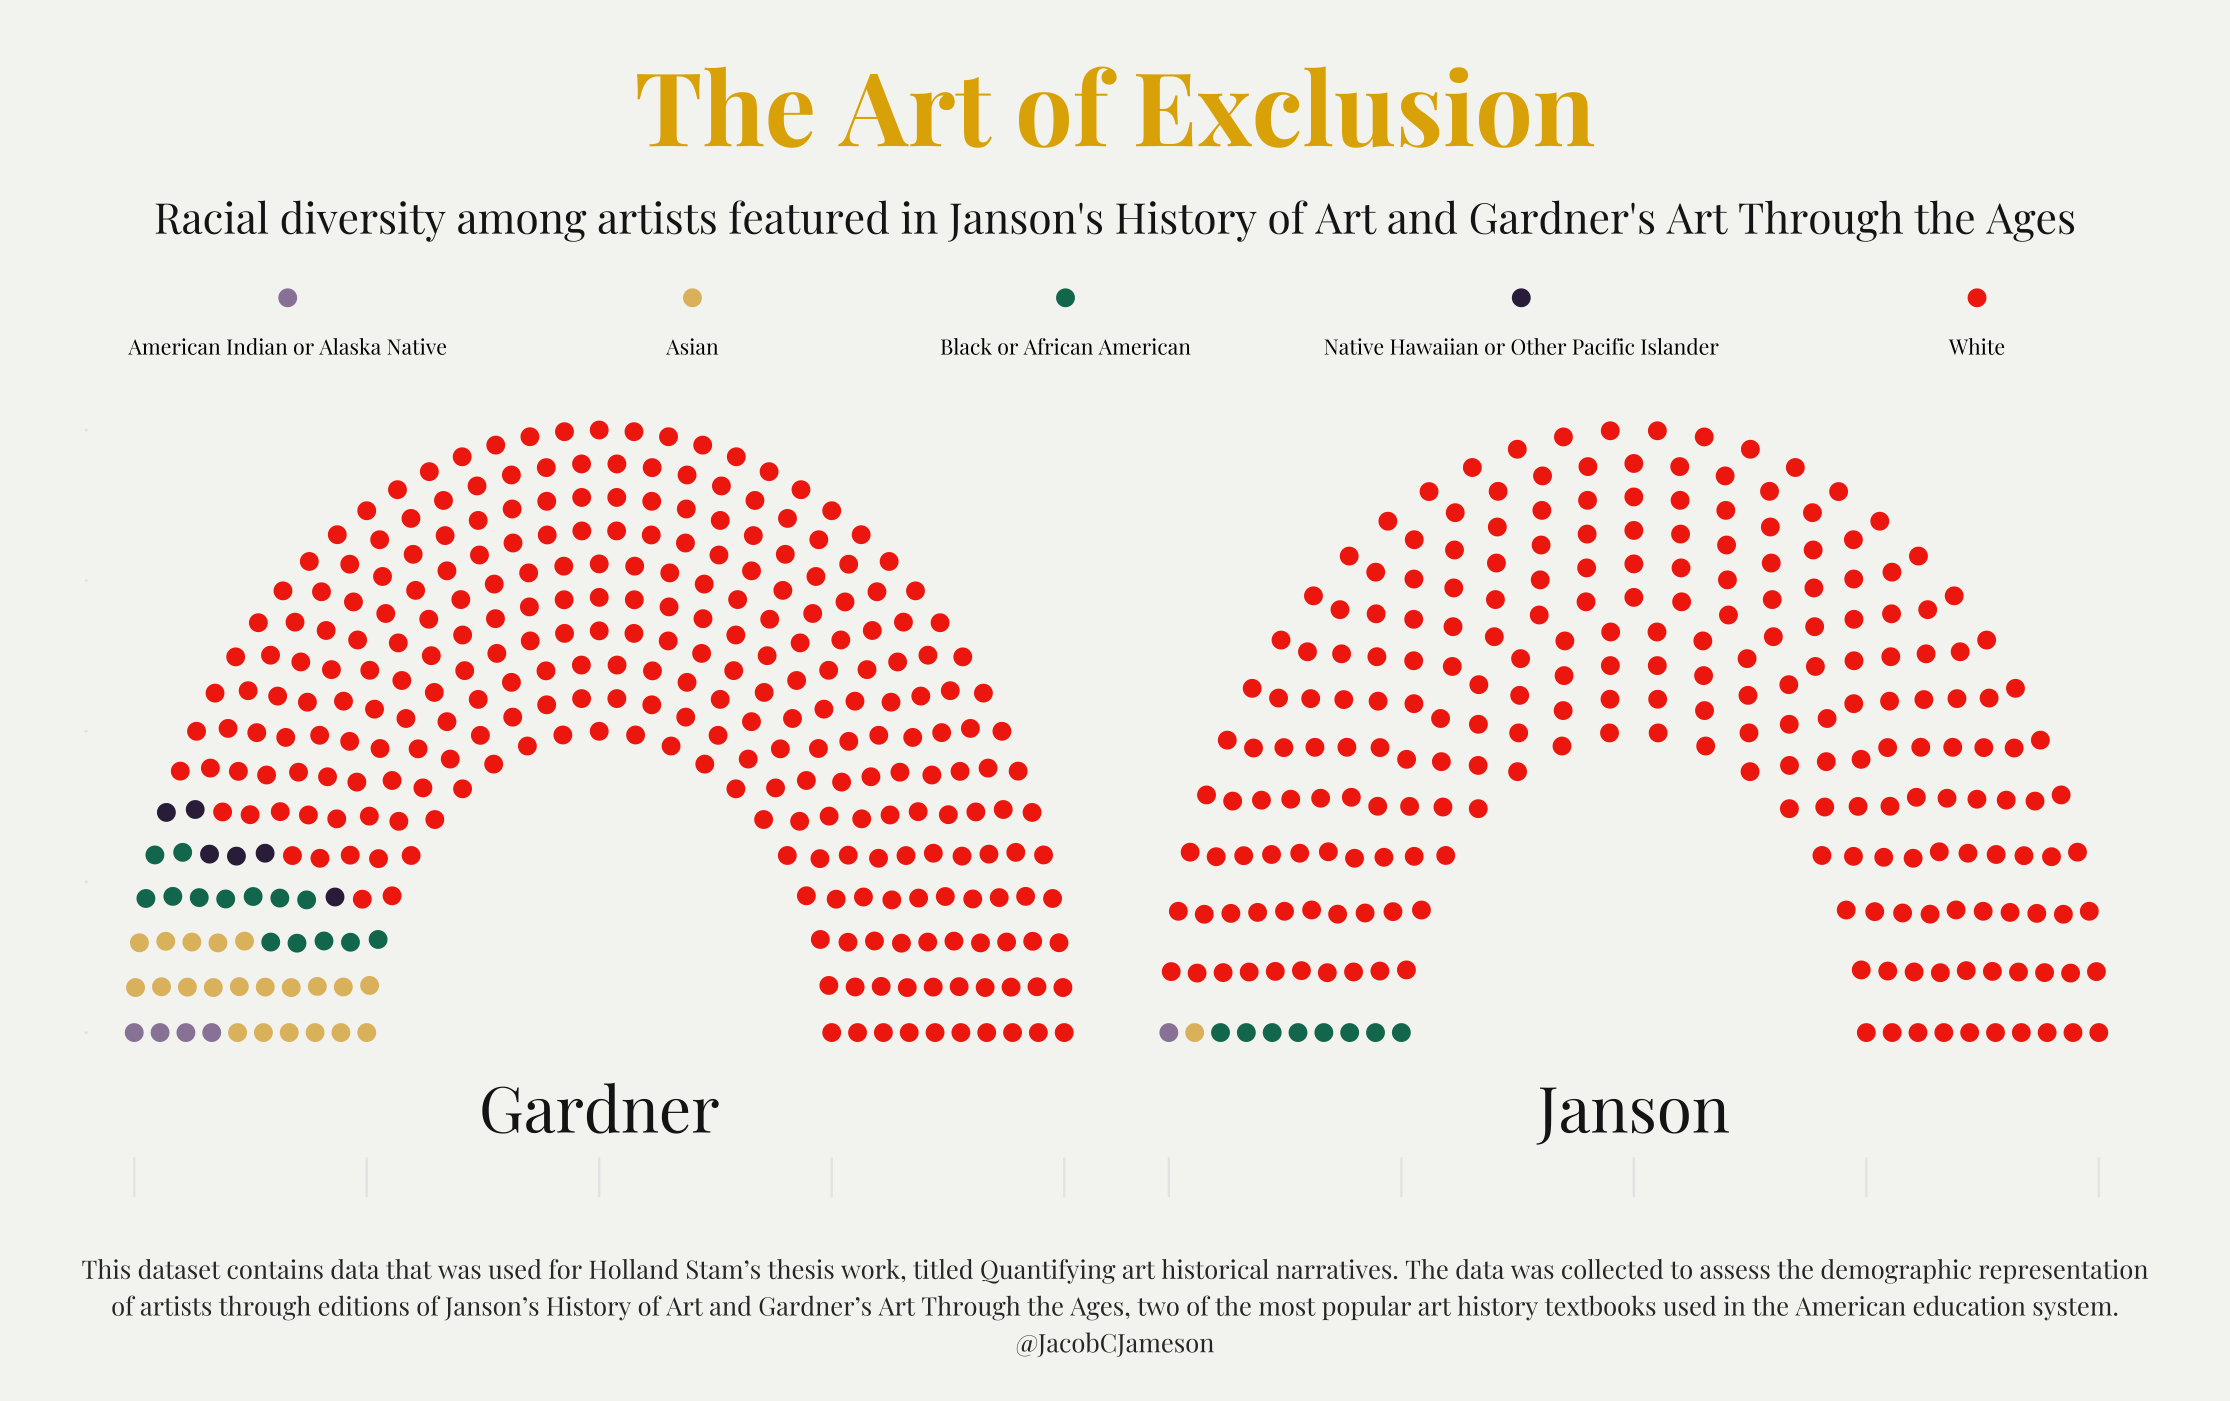 The Art of Exclusion
Racial diversity among artists featured in Janson's History of Art and Gardner's Art Through the Ages
American Indian or Alaska Native
Asian
Black or African American
Native Hawaiian or Other Pacific Islander
White
Gardner
Janson
This dataset contains data that was used for Holland Stam’s thesis work, titled Quantifying art historical narratives. The data was collected to assess the demographic representation
of artists through editions of Janson’s History of Art and Gardner’s Art Through the Ages, two of the most popular art history textbooks used in the American education system.
@JacobCJameson